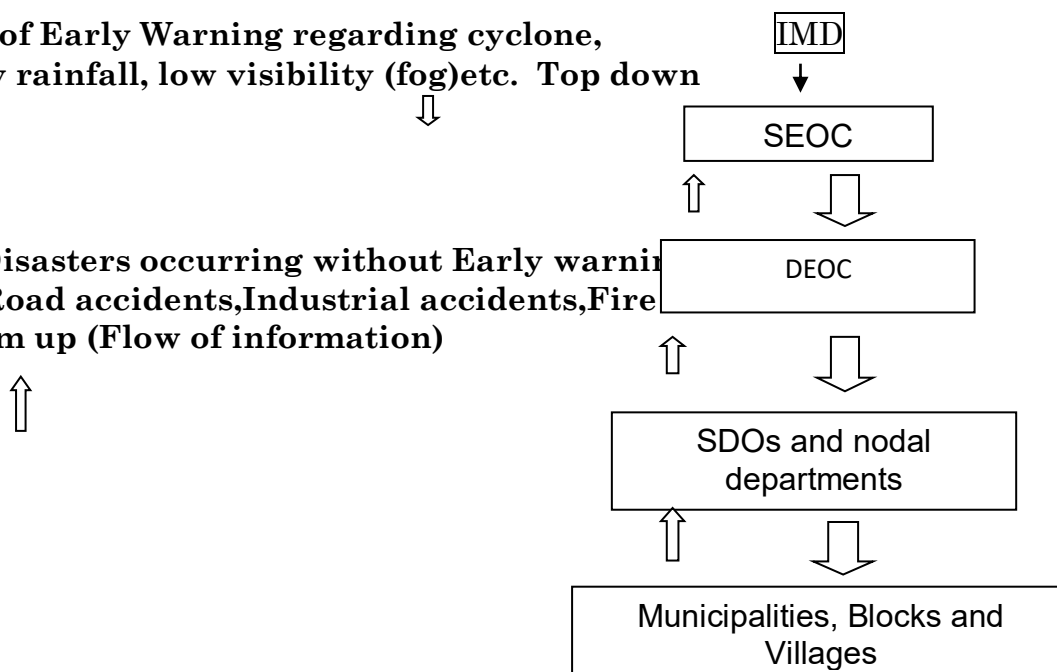 of Early Warning regarding cyclone,
rainfall, low visibility (fog)etc. Top down
IMD
SEOC
isasters occurring without Early warnin
oad accidents,Industrial accidents,Fire
m up (Flow of information)
DEOC
SDOs and nodal
departments
Municipalities, Blocks and
Villages